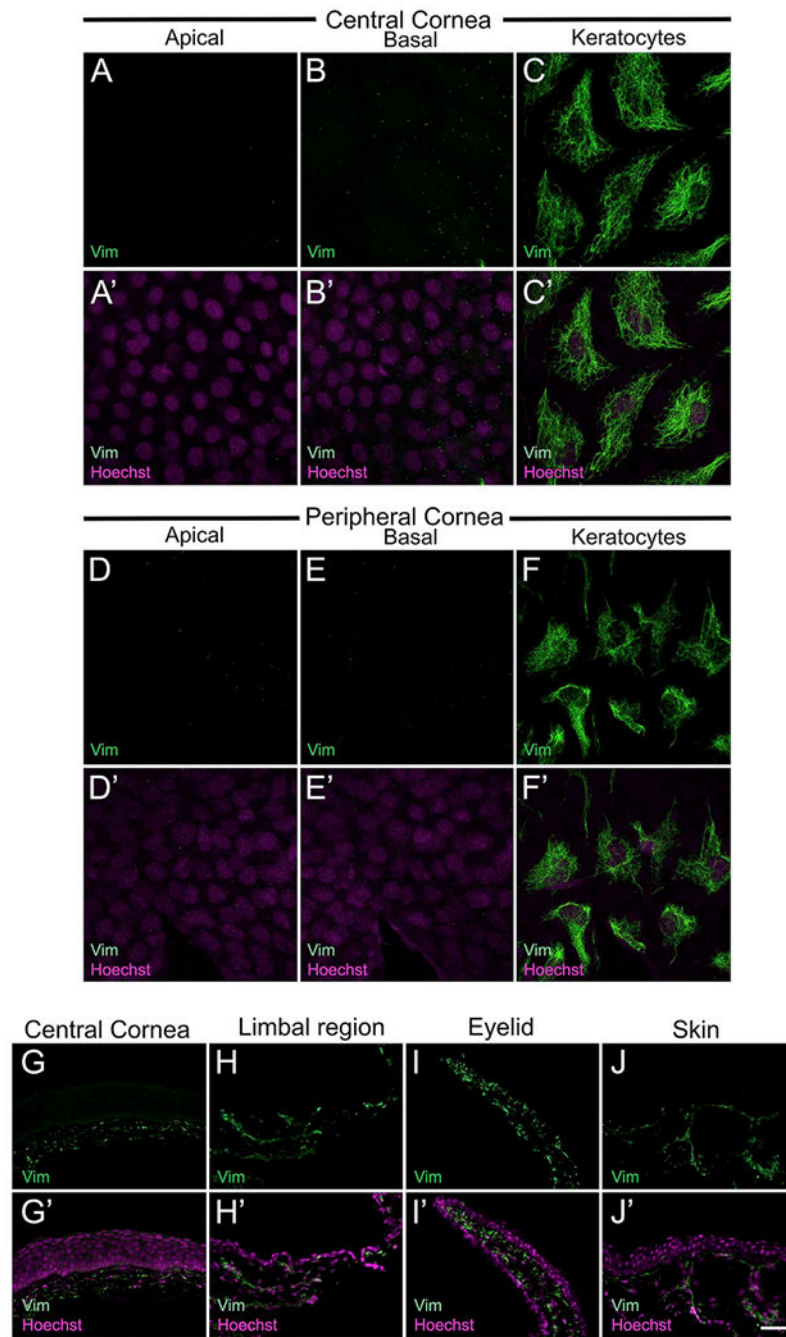 Central Cornea
Apical Basal Keratocytes
A B C
Vim Vim Vim
A' B' C'
Vim Vim Vim
Hoechst Hoechst Hoechst
Peripheral Cornea
Apical Basal Keratocytes
D E F
Vim Vim Vim
D' E' F'
Vim Vim Vim
Hoechst Hoechst Hoechst
Central Cornea Limbal region Eyelid Skin
G H I J
Vim Vim Vim Vim
G' H' I' J'
Vim Vim Vim Vim
Hoechst Hoechst Hoechst Hoechst